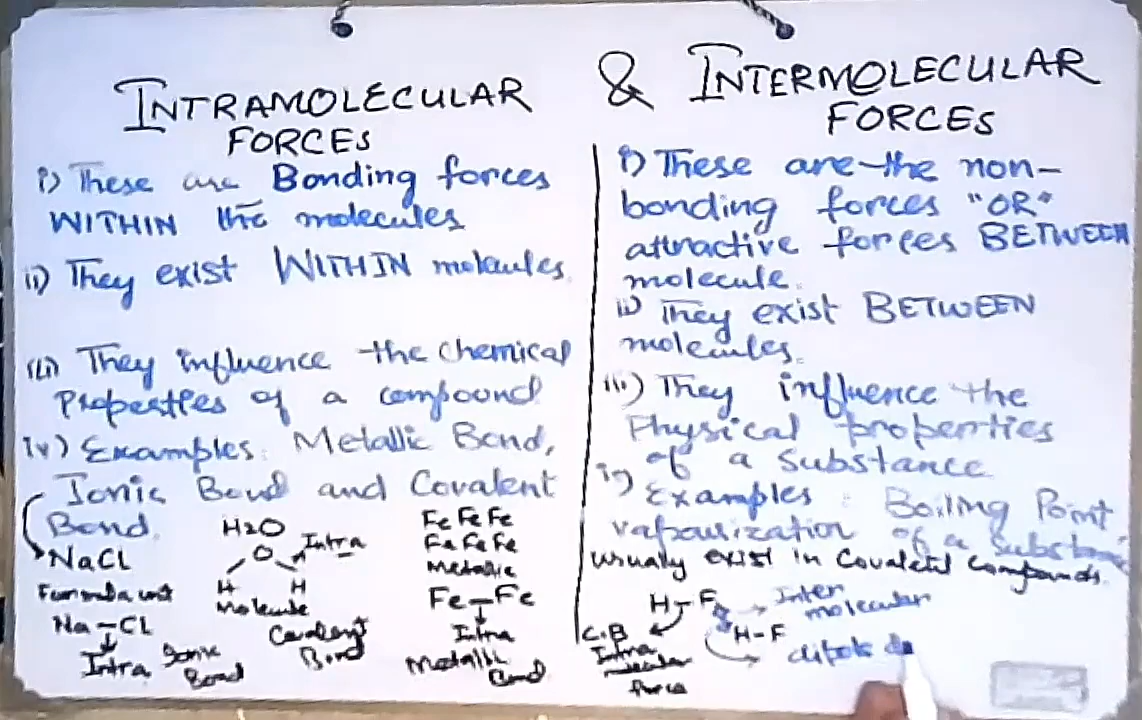 INTRAMOLECULAR
FORCES
i) These are Bonding forces
WITHIN the molecules
ii) They exist WITHIN molecules.
iii) They influence the chemical
Properties of a compound
iv) Examples: Metallic Bond,
Ionic Bond and Covalent
Bond.
NaCl
Formula unit
Na-Cl
Intra Ionic
Bond
H2O
O Intra
H H
Molecule
Covalent
Bond
Fe Fe Fe
Fe Fe Fe
Metallic
Fe-Fe
Intra
Metallic
Bond
& INTERMOLECULAR
FORCES
i) These are the non-
bonding forces "OR"
attractive forces BETWEEN
molecule.
ii) They exist BETWEEN
molecules.
iii) They influence the
Physical properties
of a substance
iv) Examples: Boiling Point
vapourization of a Substance
Usually exist in Covalent Compounds.
H-F Inter
molecular
H-F
C.B
Intra
molecular
force
dipole